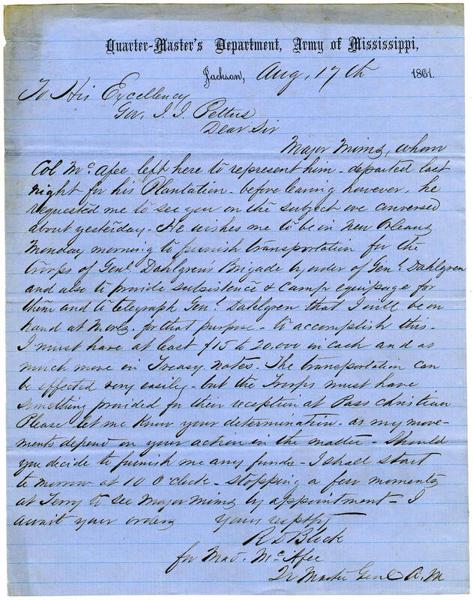 Quarter-Master's Department, Army of Mississippi,
Jackson, Aug. 17th 1861.
To His Excellency
Gov. J. J. Pettus
Dear Sir
Major Mims, whom
Col McAfee left here to represent him - departed last
night for his Plantation - before leaving however, he
requested me to see you on the subject we conversed
about yesterday - He wishes me to be in New Orleans
Monday morning to furnish transportation for the
troops of Genl Dahlgrens Brigade by order of Genl Dahlgren
and also to provide subsistence & camp equipage for
them and to telegraph Genl Dahlgren that I will be on
hand at for that purpose - to accomplish this -
I must have at least $15 to 20,000 in cash and as
much more in Treasy notes. The transportation can
be effected very easily - but the Troops must have
something provided for their reception at Pass Christian
Please let me know your determination - as my move-
ments depend on your action in the matter - Should
you decide to furnish me any funds - I shall start
to morrow at 10 O'clock - stopping a few moments
at Terry to see Major Mims by appointment - I
await your orders
Yours respfty
R S Buck
for Mad. McAfee
Qr Master Genl A. M